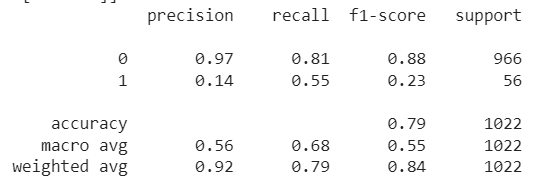 precision recall f1-score support
0 0.97 0.81 0.88 966
1 0.14 0.55 0.23 56
accuracy 0.79 1022
macro avg 0.56 0.68 0.55 1022
weighted avg 0.92 0.79 0.84 1022